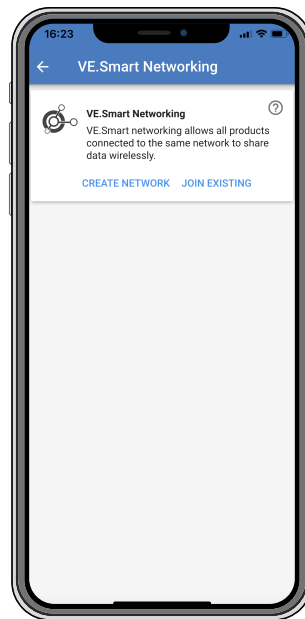 16:23
VE.Smart Networking
VE.Smart Networking
VE.Smart networking allows all products
connected to the same network to share
data wirelessly.
CREATE NETWORK JOIN EXISTING